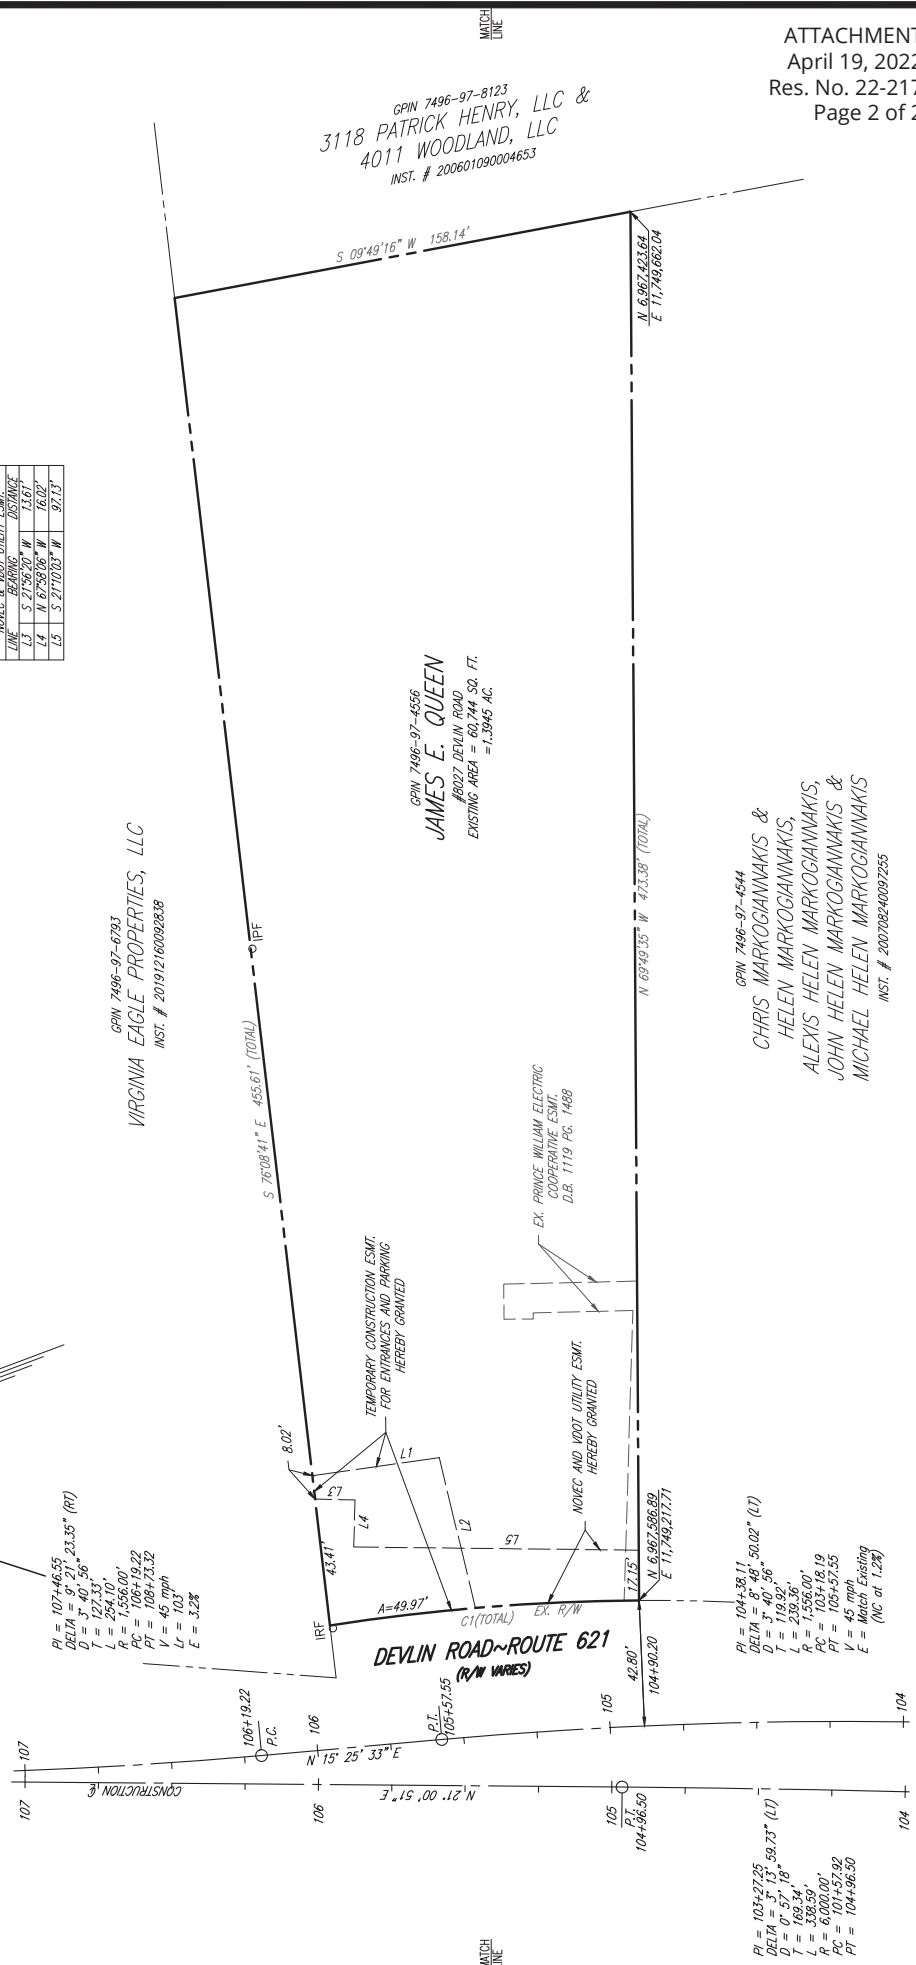 ATTACHMENT
April 19, 2022
Res. No. 22-217
Page 2 of 2
MATCH
LINE
GPIN 7496-97-8123
3118 PATRICK HENRY, LLC &
4011 WOODLAND, LLC
INST. # 200601090004653
S 09°49'16" W 158.14'
N 6,967,423.64
E 11,749,662.04
NOVEC & VDOT UTILITY ESMT.
LINE BEARING DISTANCE
L3 S 21°56'20" W 13.61'
L4 N 67°58'06" W 16.02'
L5 S 21°10'03" W 97.13'
GPIN 7496-97-6793
VIRGINIA EAGLE PROPERTIES, LLC
INST. # 201912160092838
IPF
S 76°08'41" E 455.61' (TOTAL)
GPIN 7496-97-4556
JAMES E. QUEEN
#8027 DEVLIN ROAD
EXISTING AREA = 60,744 SQ. FT.
=1.3945 AC.
N 69°49'35" W 473.38' (TOTAL)
GPIN 7496-97-4544
CHRIS MARKOGIANNAKIS &
HELEN MARKOGIANNAKIS,
ALEXIS HELEN MARKOGIANNAKIS,
JOHN HELEN MARKOGIANNAKIS &
MICHAEL HELEN MARKOGIANNAKIS
INST. # 200708240097255
EX. PRINCE WILLIAM ELECTRIC
COOPERATIVE ESMT.
D.B. 1119 PG. 1488
TEMPORARY CONSTRUCTION ESMT.
FOR ENTRANCES AND PARKING
HEREBY GRANTED
NOVEC AND VDOT UTILITY ESMT.
HEREBY GRANTED
8.02'
L1
L3
L4
L2
L5
43.41'
17.15'
N 6,967,586.89
E 11,749,217.71
IRF
A=49.97'
C1(TOTAL)
EX. R/W
DEVLIN ROAD~ROUTE 621
(R/W VARIES)
42.80'
104+90.20
PI = 107+46.55
DELTA = 9° 21' 23.35" (RT)
D = 3° 40' 56"
T = 127.33'
L = 254.10'
R = 1,556.00'
PC = 106+19.22
PT = 108+73.32
V = 45 mph
Lr = 103'
E = 3.2%
PI = 104+38.11
DELTA = 8° 48' 50.02" (LT)
D = 3° 40' 56"
T = 119.92'
L = 239.36'
R = 1,556.00'
PC = 103+18.19
PT = 105+57.55
V = 45 mph
E = Match Existing
(NC at 1.2%)
107
106+19.22
P.C.
106
N 15° 25' 33" E
P.T.
105+57.55
105
104
107
CONSTRUCTION ℄
106
N 21° 00' 51" E
105
P.T.
104+96.50
104
PI = 103+27.25
DELTA = 3° 13' 59.73" (LT)
D = 0° 57' 18"
T = 169.34'
L = 338.59'
R = 6,000.00'
PC = 101+57.92
PT = 104+96.50
MATCH
LINE